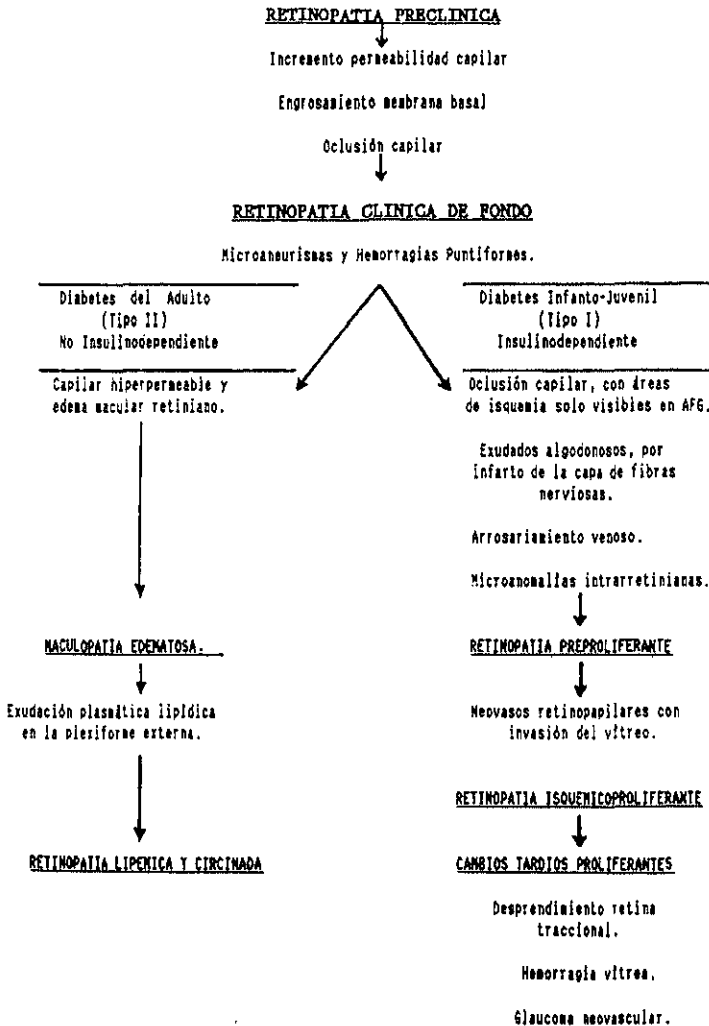 RETINOPATIA PRECLINICA
Incremento permeabilidad capilar
Engrosamiento membrana basal
Oclusión capilar
RETINOPATIA CLINICA DE FONDO
Microaneurismas y Hemorragias Puntiformes.
Diabetes del Adulto
(Tipo II)
No Insulinodependiente
Capilar hiperpermeable y
edema macular retiniano.
MACULOPATIA EDEMATOSA.
Exudación plasmática lipídica
en la plexiforme externa.
RETINOPATIA LIPEMICA Y CIRCINADA
Diabetes Infanto-Juvenil
(Tipo I)
Insulinodependiente
Oclusión capilar, con áreas
de isquemia solo visibles en AFG.
Exudados algodonosos, por
infarto de la capa de fibras
nerviosas.
Arrosariamiento venoso.
Microanomalías intrarretinianas.
RETINOPATIA PREPROLIFERANTE
Neovasos retinopapilares con
invasión del vítreo.
RETINOPATIA ISQUEMICOPROLIFERANTE
CAMBIOS TARDIOS PROLIFERANTES
Desprendimiento retina
traccional.
Hemorragia vítrea.
Glaucoma neovascular.